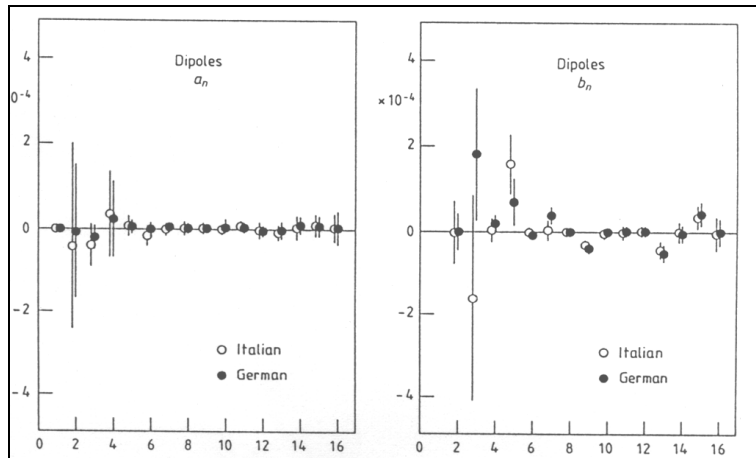 4
Dipoles
a_n
0⁻⁴
2
0
−2
○ Italian
● German
−4
0 2 4 6 8 10 12 14 16
4
Dipoles
×10⁻⁴
b_n
2
0
−2
○ Italian
● German
−4
0 2 4 6 8 10 12 14 16